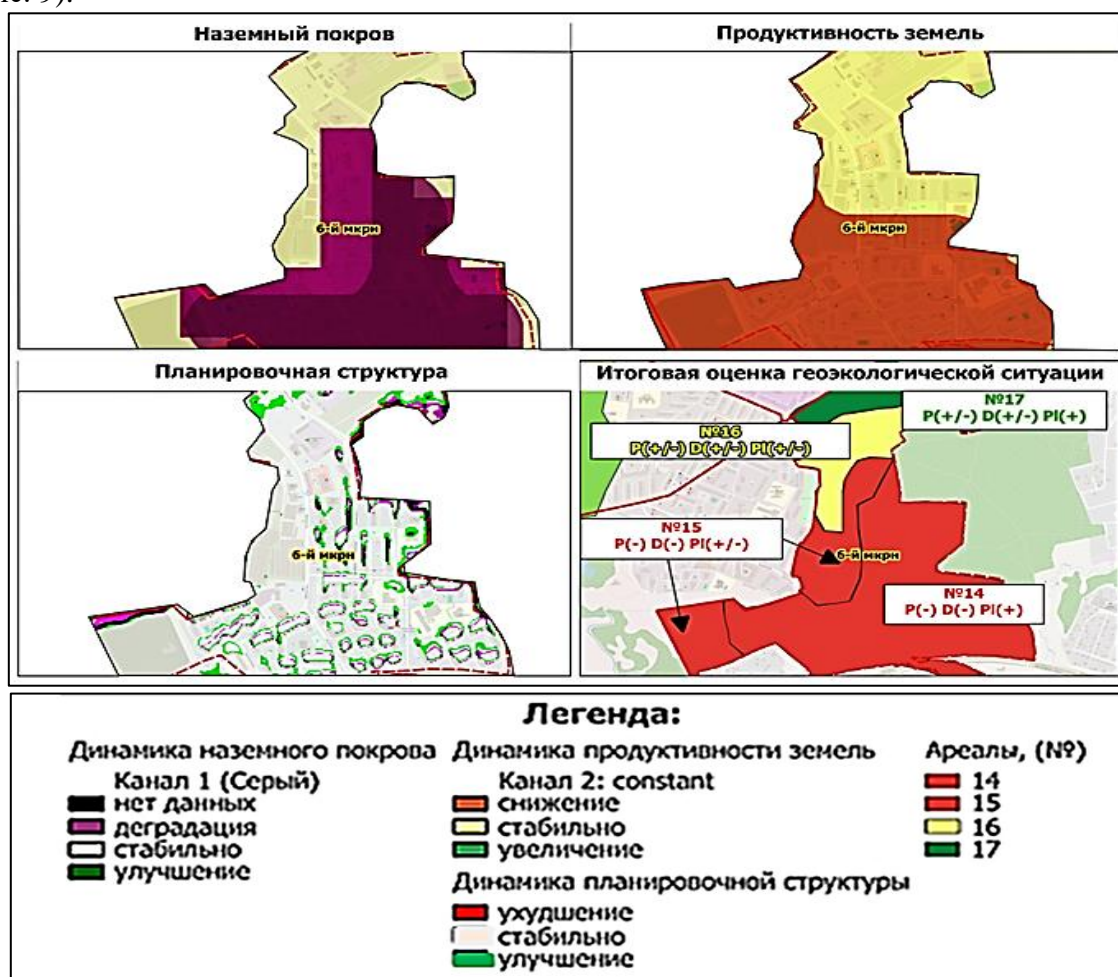 ис. 9).
Наземный покров
Продуктивность земель
6-й мкрн
6-й мкрн
Планировочная структура
Итоговая оценка геоэкологической ситуации
6-й мкрн
№17
P(+/-) D(+/-) Pl(+)
№16
P(+/-) D(+/-) Pl(+/-)
№15
P(-) D(-) Pl(+/-)
6-й мкрн
№14
P(-) D(-) Pl(+)
Легенда:
Динамика наземного покрова
Канал 1 (Серый)
нет данных
деградация
стабильно
улучшение
Динамика продуктивности земель
Канал 2: constant
снижение
стабильно
увеличение
Динамика планировочной структуры
ухудшение
стабильно
улучшение
Ареалы, (№)
14
15
16
17